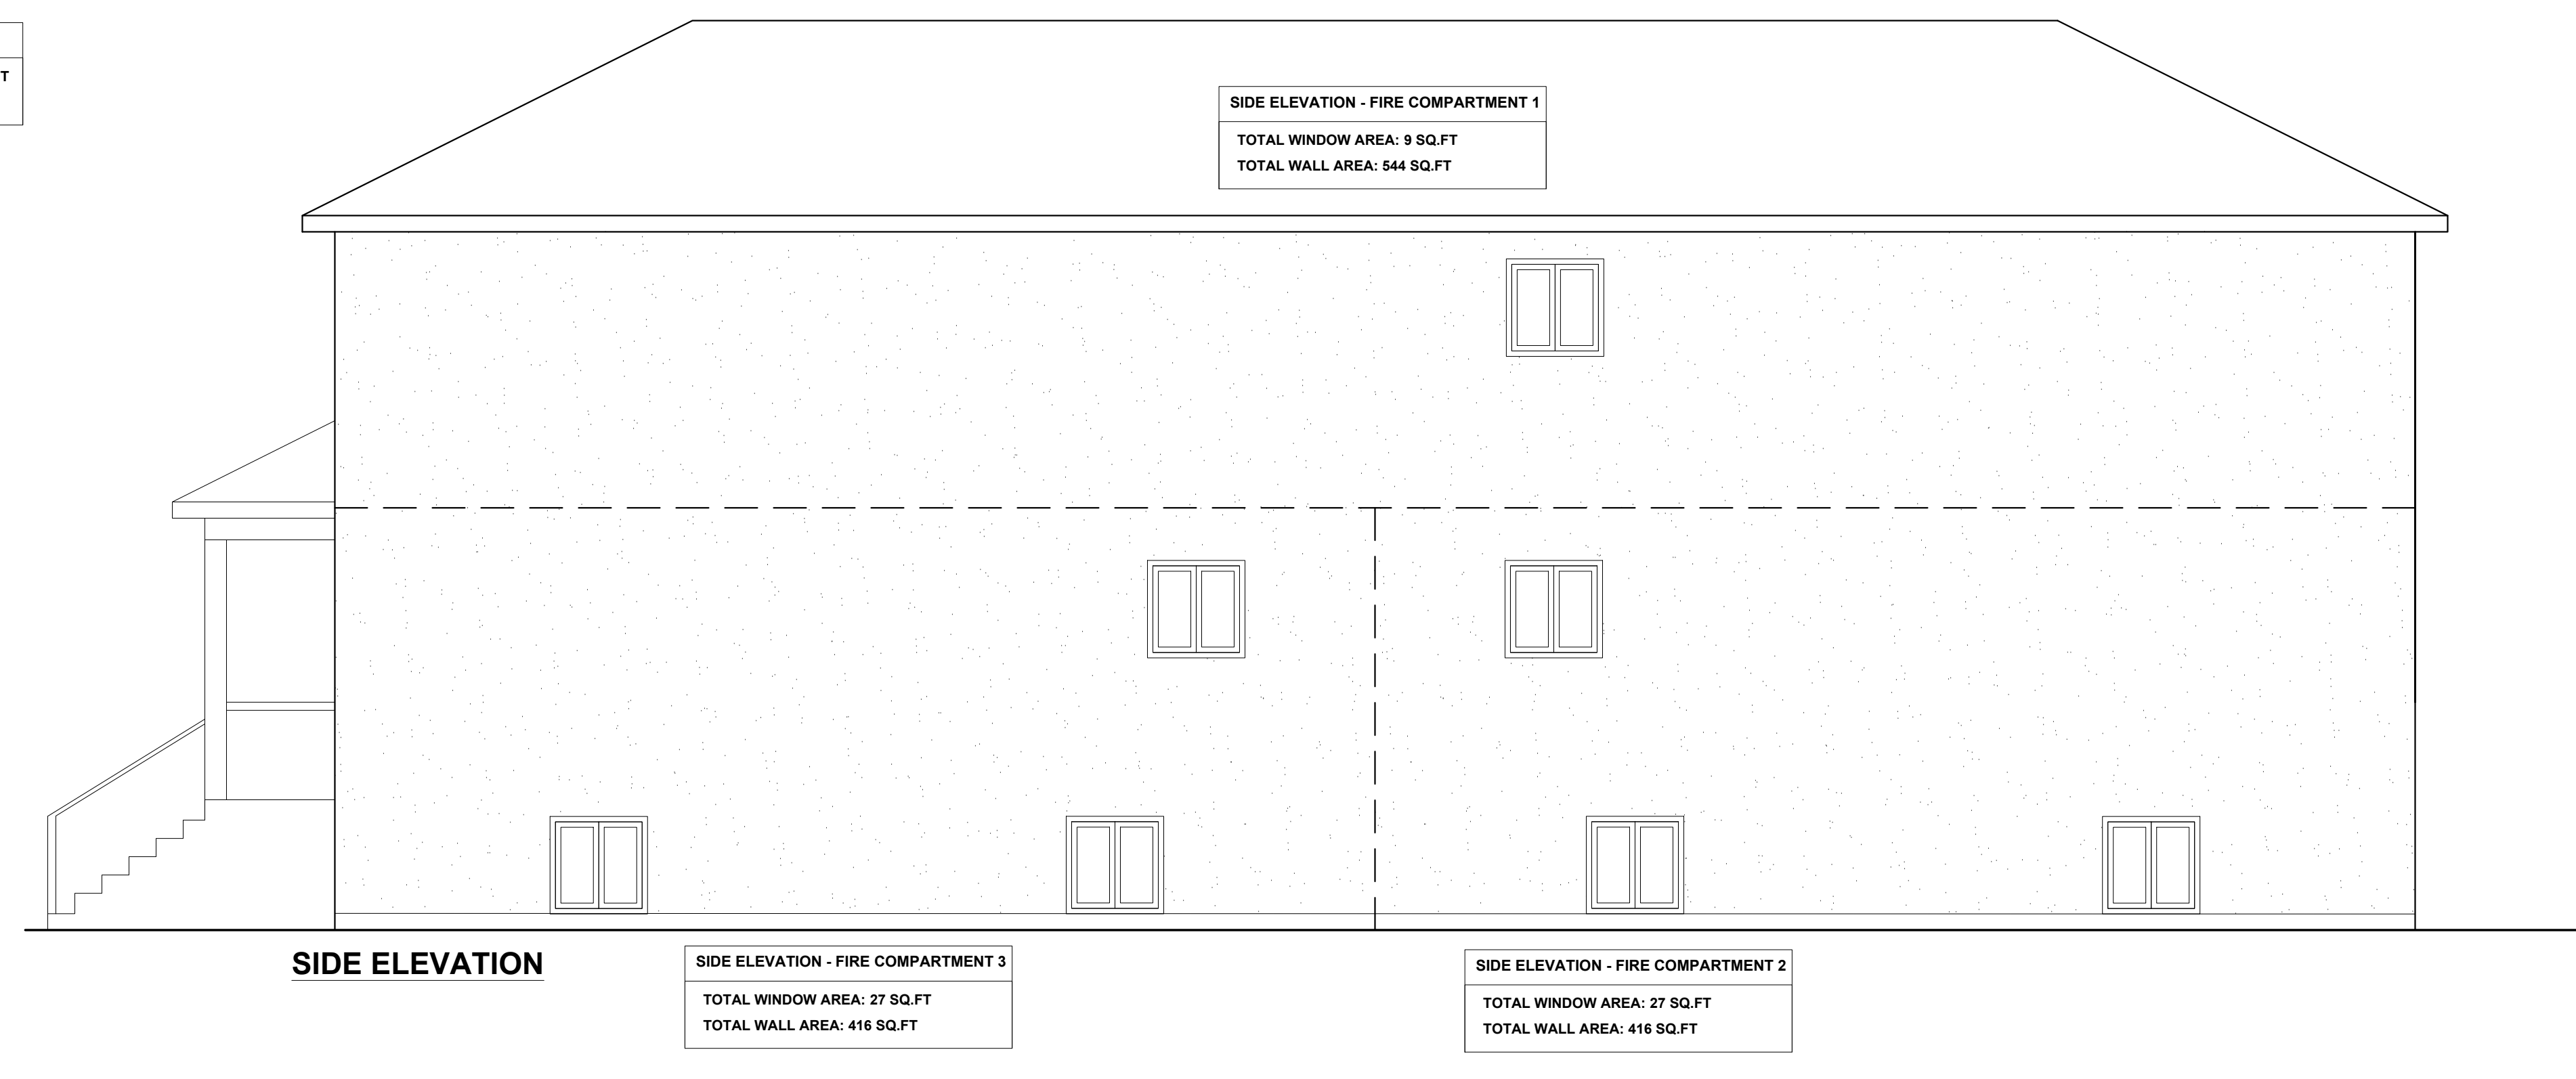 T
SIDE ELEVATION - FIRE COMPARTMENT 1
TOTAL WINDOW AREA: 9 SQ.FT
TOTAL WALL AREA: 544 SQ.FT
SIDE ELEVATION
SIDE ELEVATION - FIRE COMPARTMENT 3
TOTAL WINDOW AREA: 27 SQ.FT
TOTAL WALL AREA: 416 SQ.FT
SIDE ELEVATION - FIRE COMPARTMENT 2
TOTAL WINDOW AREA: 27 SQ.FT
TOTAL WALL AREA: 416 SQ.FT